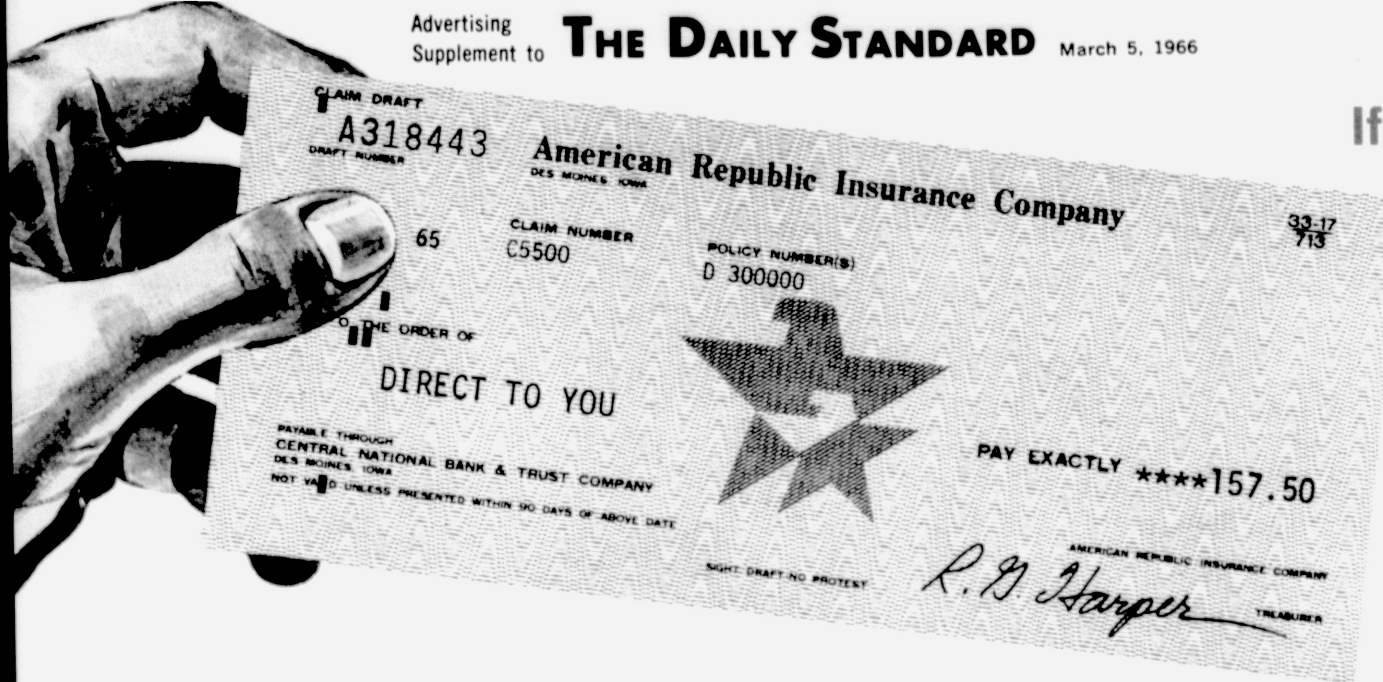 Advertising
Supplement to THE DAILY STANDARD March 5, 1966
If
CLAIM DRAFT
A318443
DRAFT NUMBER
American Republic Insurance Company
DES MOINES, IOWA
33-17
713
65
CLAIM NUMBER
C5500
POLICY NUMBER(S)
D 300000
O THE ORDER OF
DIRECT TO YOU
PAYABLE THROUGH
CENTRAL NATIONAL BANK & TRUST COMPANY
DES MOINES, IOWA
NOT VALID UNLESS PRESENTED WITHIN 90 DAYS OF ABOVE DATE
PAY EXACTLY ****157.50
SIGHT DRAFT-NO PROTEST
AMERICAN REPUBLIC INSURANCE COMPANY
R. G. Harper
TREASURER